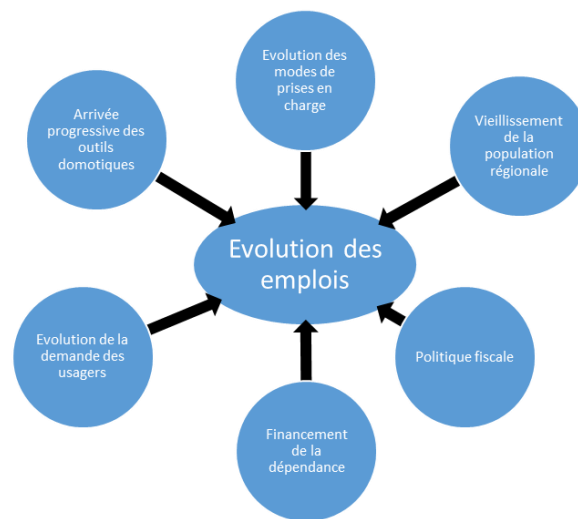 Evolution des
modes de
prises en
charge
Arrivée
progressive des
outils
domotiques
Vieillissement
de la
population
régionale
Evolution des
emplois
Evolution de la
demande des
usagers
Politique fiscale
Financement
de la
dépendance